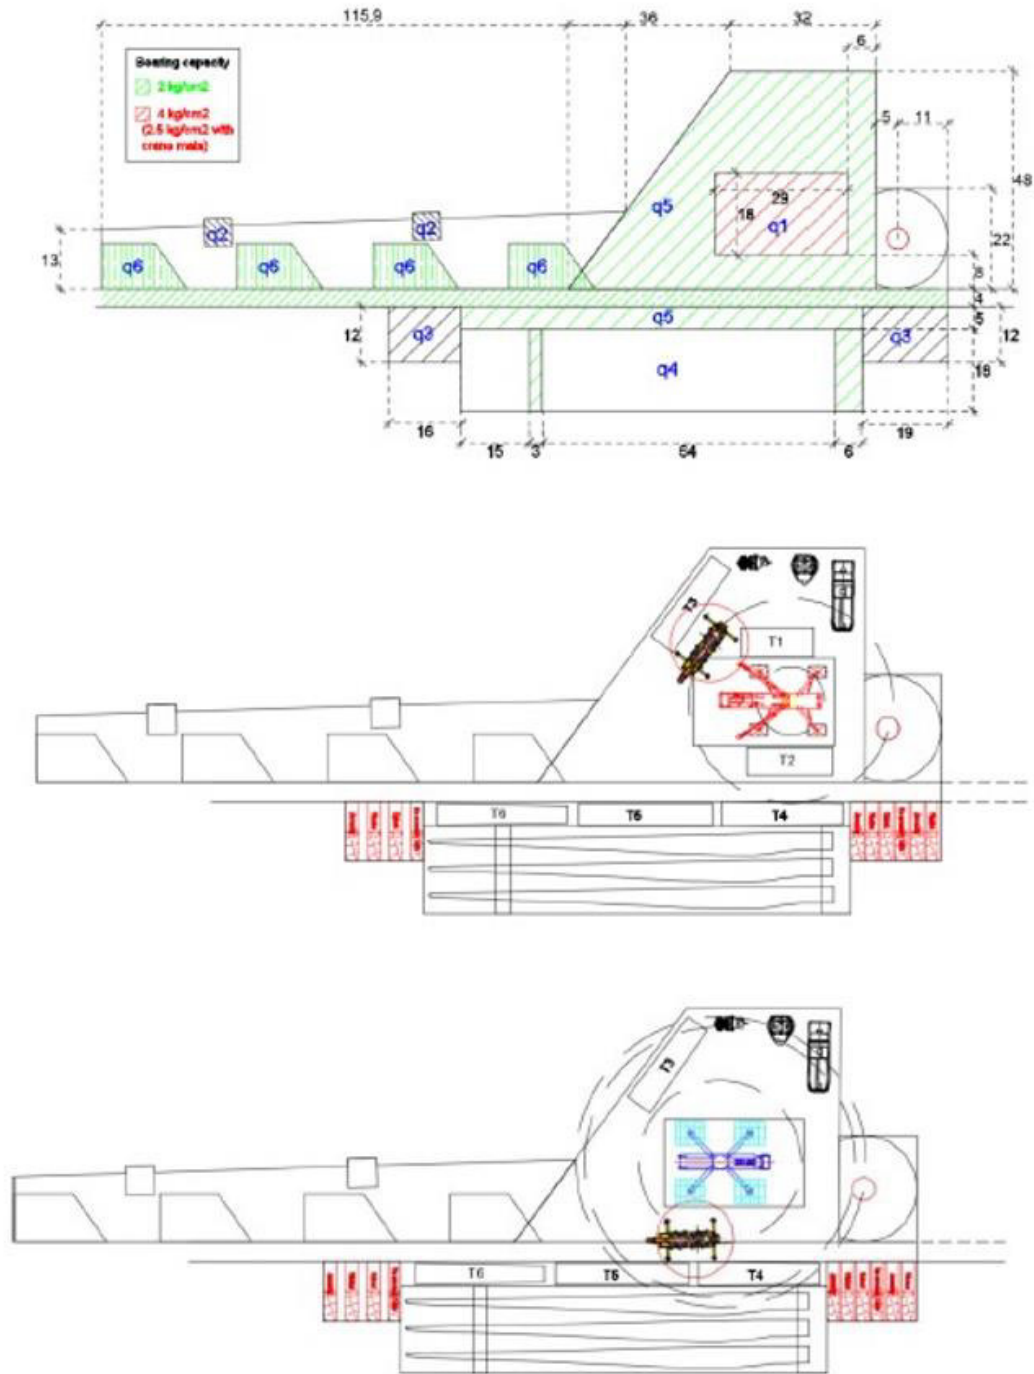 115,9
36
32
6
Bearing capacity
2 kg/cm2
4 kg/cm2
(2.5 kg/cm2 with
crane mats)
5
11
48
q5
29
18
q1
22
q2
q2
13
q6
q6
q6
q6
8
4
q5
5
12
q3
q3
12
q4
18
16
15
3
64
6
19
T3
T1
T2
T6
T5
T4
T3
T6
T5
T4